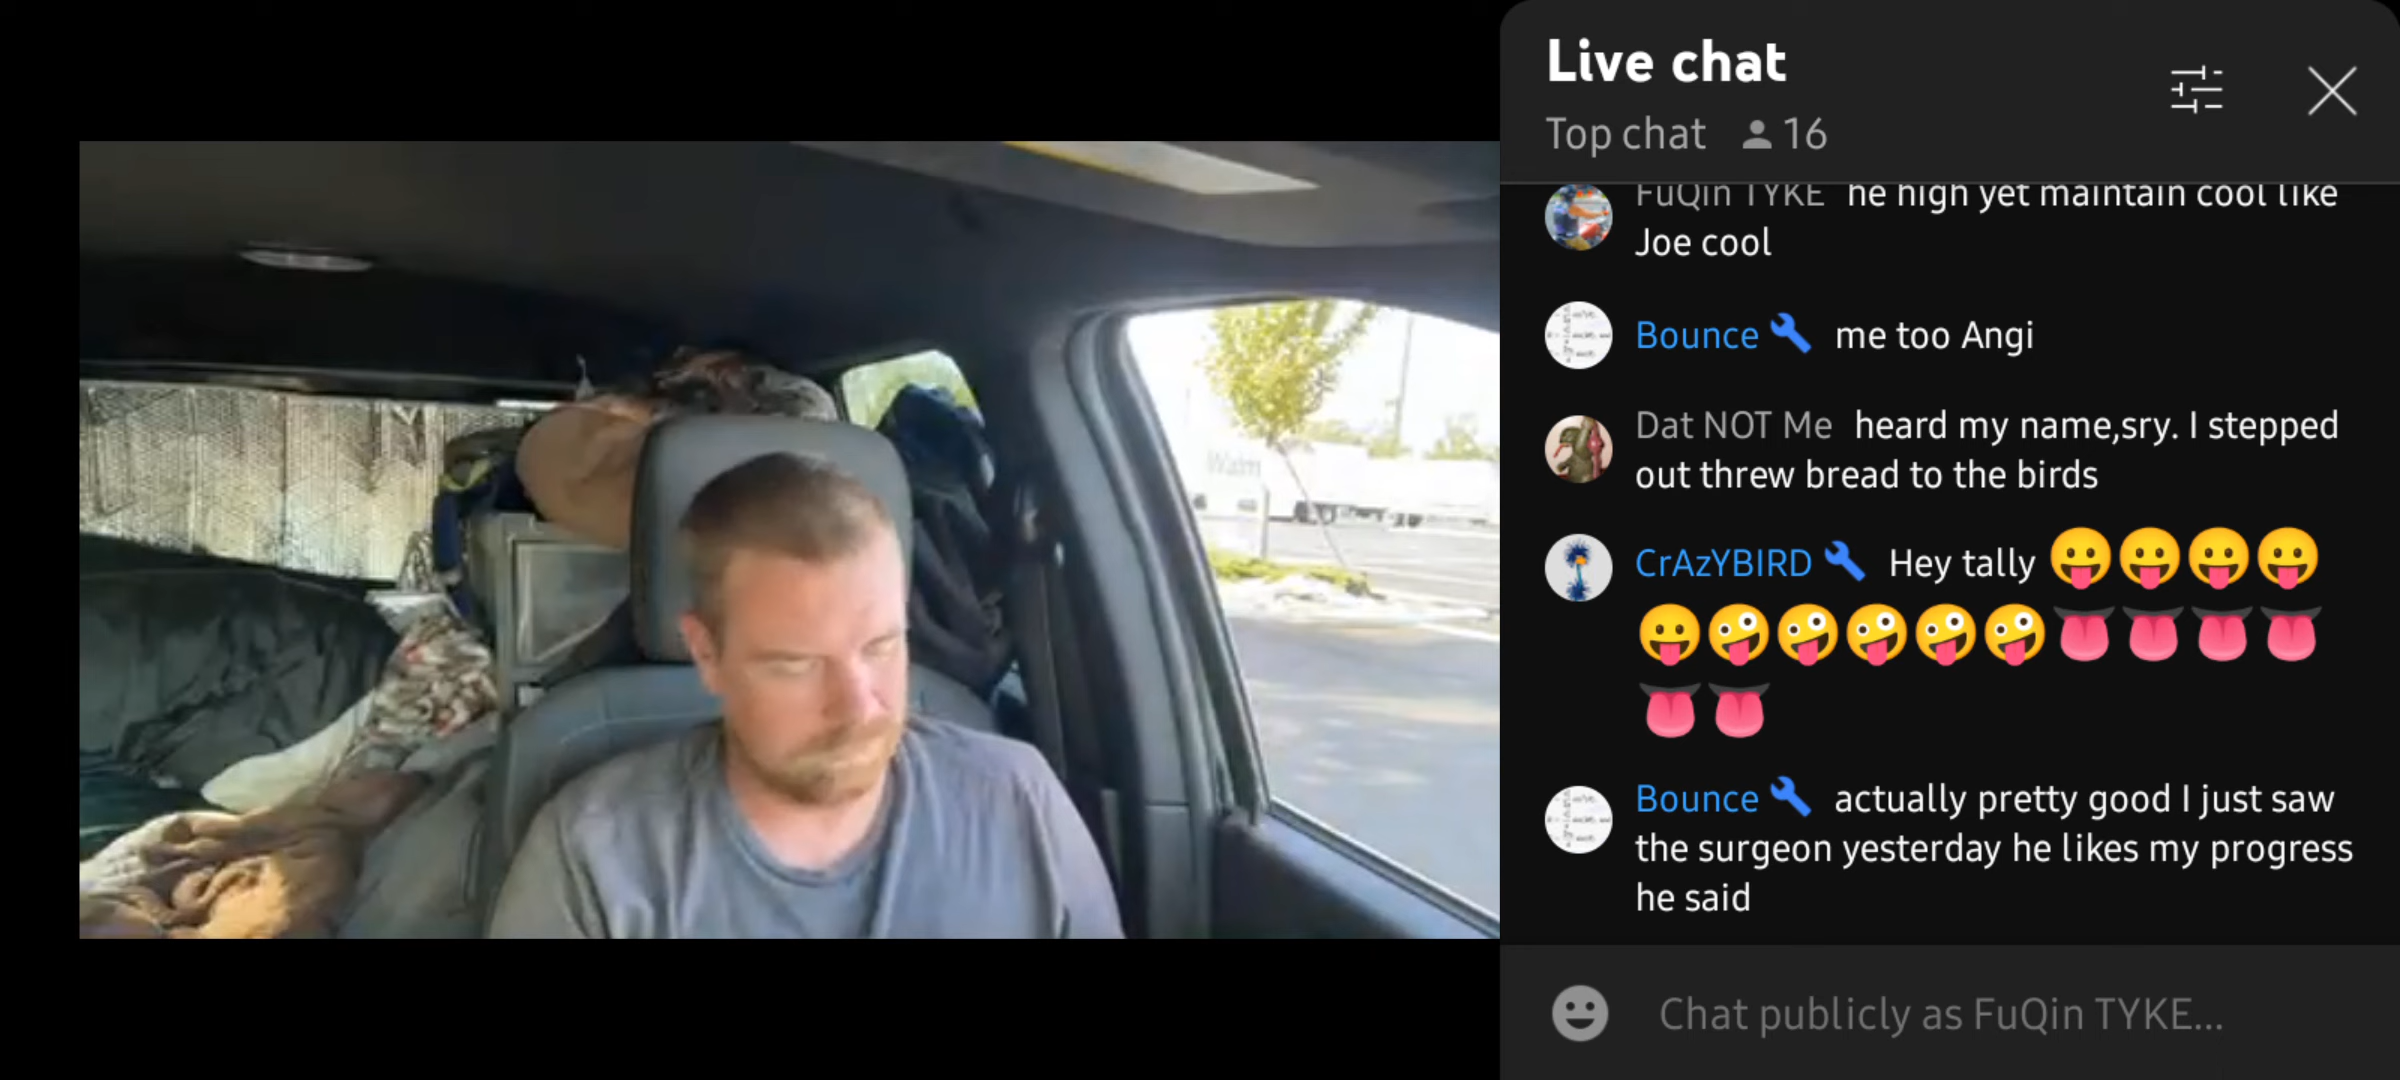 Live chat
Top chat 16
FuQin TYKE he high yet maintain cool like
Joe cool
Bounce me too Angi
Dat NOT Me heard my name,sry. I stepped
out threw bread to the birds
CrAzYBIRD Hey tally 😛😛😛😛
😛🤪🤪🤪🤪🤪👅👅👅👅
👅👅
Bounce actually pretty good I just saw
the surgeon yesterday he likes my progress
he said
Chat publicly as FuQin TYKE...
Walm